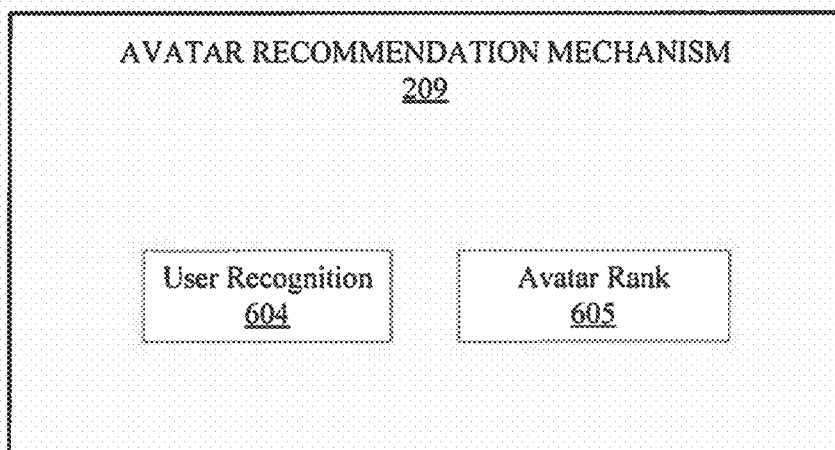 AVATAR RECOMMENDATION MECHANISM
209
User Recognition
604
Avatar Rank
605